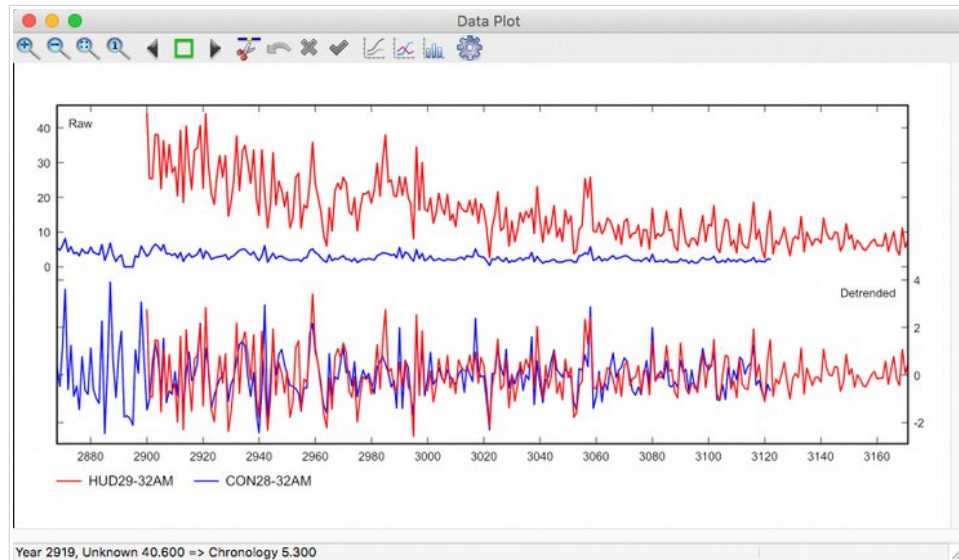 Data Plot
Raw
40
30
20
10
0
4
Detrended
2
0
-2
2880 2900 2920 2940 2960 2980 3000 3020 3040 3060 3080 3100 3120 3140 3160
HUD29-32AM CON28-32AM
Year 2919, Unknown 40.600 => Chronology 5.300